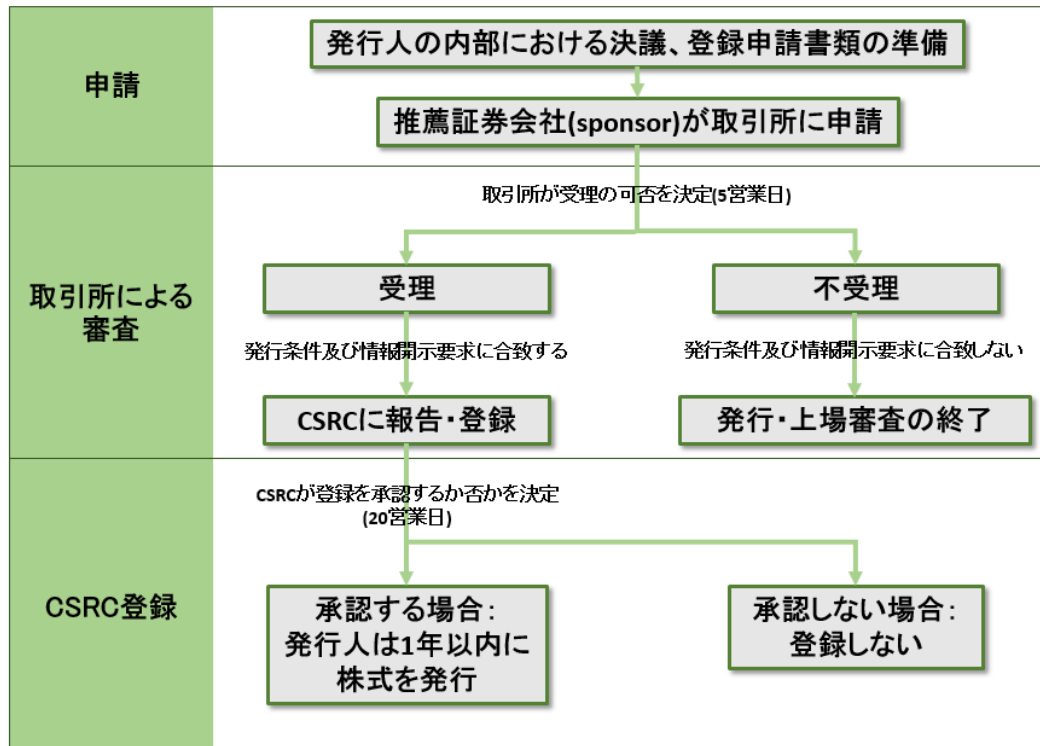 発行人の内部における決議、登録申請書類の準備
申請
推薦証券会社(sponsor)が取引所に申請
取引所が受理の可否を決定(5営業日)
受理
不受理
取引所による
審査
発行条件及び情報開示要求に合致する
発行条件及び情報開示要求に合致しない
CSRCに報告・登録
発行・上場審査の終了
CSRCが登録を承認するか否かを決定
(20営業日)
CSRC登録
承認する場合：
発行人は1年以内に
株式を発行
承認しない場合：
登録しない